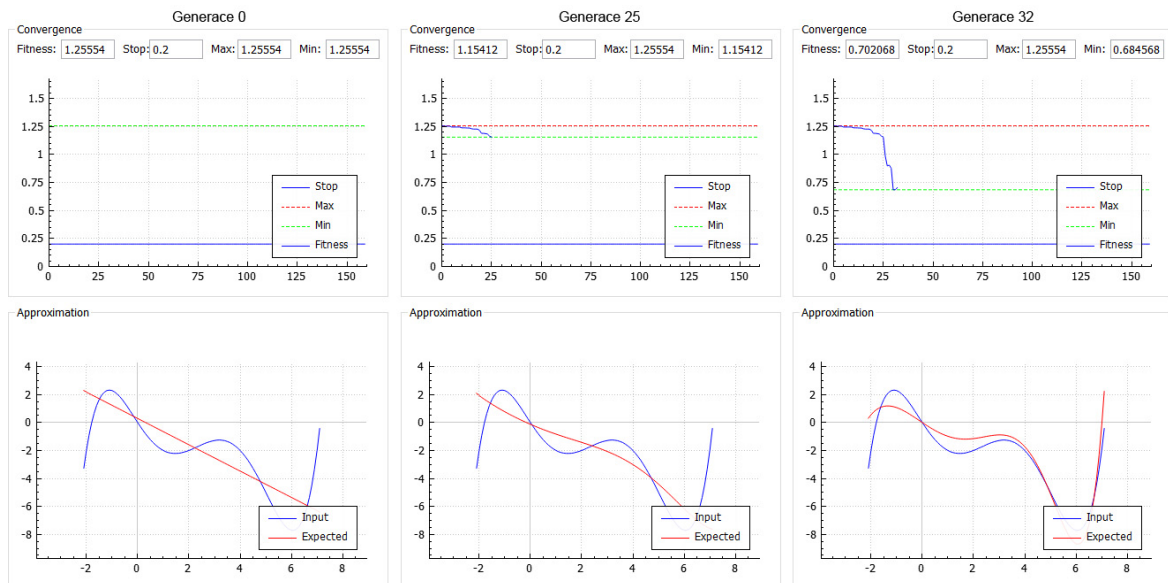 Generace 0
Convergence
Fitness: 1.25554 Stop: 0.2 Max: 1.25554 Min: 1.25554
1.5
1.25
1
0.75
0.5
0.25
0
0 25 50 75 100 125 150
Stop
Max
Min
Fitness
Approximation
4
2
0
-2
-4
-6
-8
-2 0 2 4 6 8
Input
Expected
Generace 25
Convergence
Fitness: 1.15412 Stop: 0.2 Max: 1.25554 Min: 1.15412
1.5
1.25
1
0.75
0.5
0.25
0
0 25 50 75 100 125 150
Stop
Max
Min
Fitness
Approximation
4
2
0
-2
-4
-6
-8
-2 0 2 4 6 8
Input
Expected
Generace 32
Convergence
Fitness: 0.702068 Stop: 0.2 Max: 1.25554 Min: 0.684568
1.5
1.25
1
0.75
0.5
0.25
0
0 25 50 75 100 125 150
Stop
Max
Min
Fitness
Approximation
4
2
0
-2
-4
-6
-8
-2 0 2 4 6 8
Input
Expected